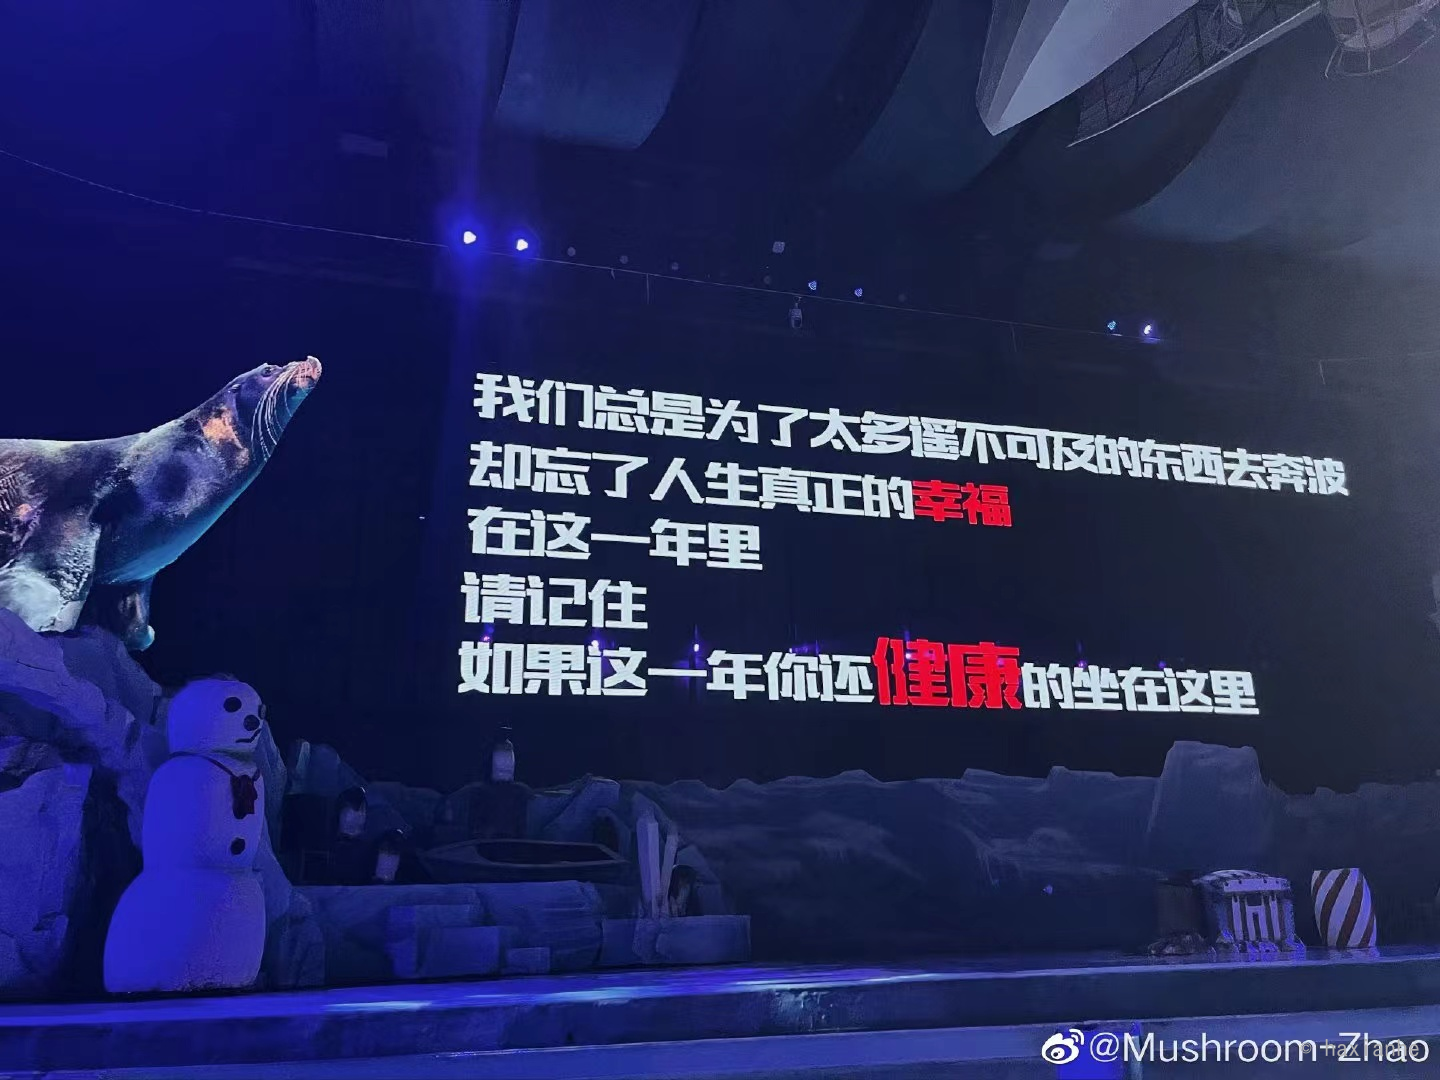 我们总是为了太多遥不可及的东西去奔波
却忘了人生真正的幸福
在这一年里
请记住
如果这一年你还健康的坐在这里
@Mushroom-Zhao